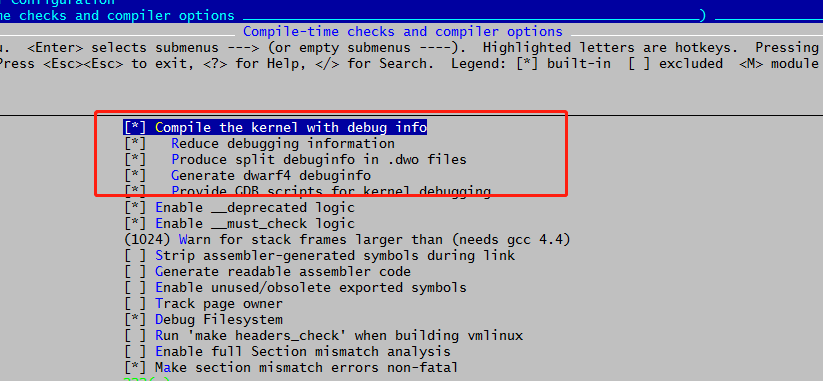 Configuration
me checks and compiler options )
Compile-time checks and compiler options
u. <Enter> selects submenus ---> (or empty submenus ----). Highlighted letters are hotkeys. Pressing
Press <Esc><Esc> to exit, <?> for Help, </> for Search. Legend: [*] built-in [ ] excluded <M> module
[*] Compile the kernel with debug info
[*] Reduce debugging information
[*] Produce split debuginfo in .dwo files
[*] Generate dwarf4 debuginfo
[*] Provide GDB scripts for kernel debugging
[*] Enable __deprecated logic
[*] Enable __must_check logic
(1024) Warn for stack frames larger than (needs gcc 4.4)
[ ] Strip assembler-generated symbols during link
[ ] Generate readable assembler code
[ ] Enable unused/obsolete exported symbols
[ ] Track page owner
[*] Debug Filesystem
[ ] Run 'make headers_check' when building vmlinux
[ ] Enable full Section mismatch analysis
[*] Make section mismatch errors non-fatal